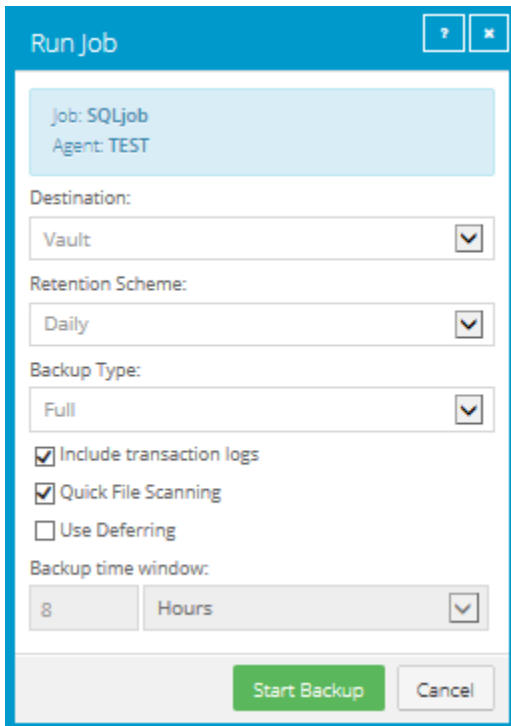 Run Job
?
×
Job: SQLjob
Agent: TEST
Destination:
Vault
Retention Scheme:
Daily
Backup Type:
Full
Include transaction logs
Quick File Scanning
Use Deferring
Backup time window:
8 Hours
Start Backup Cancel